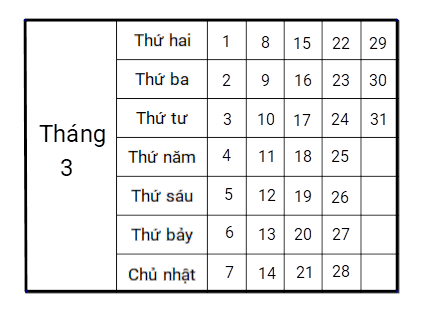 Tháng
3
Thứ hai 1 8 15 22 29
Thứ ba 2 9 16 23 30
Thứ tư 3 10 17 24 31
Thứ năm 4 11 18 25
Thứ sáu 5 12 19 26
Thứ bảy 6 13 20 27
Chủ nhật 7 14 21 28